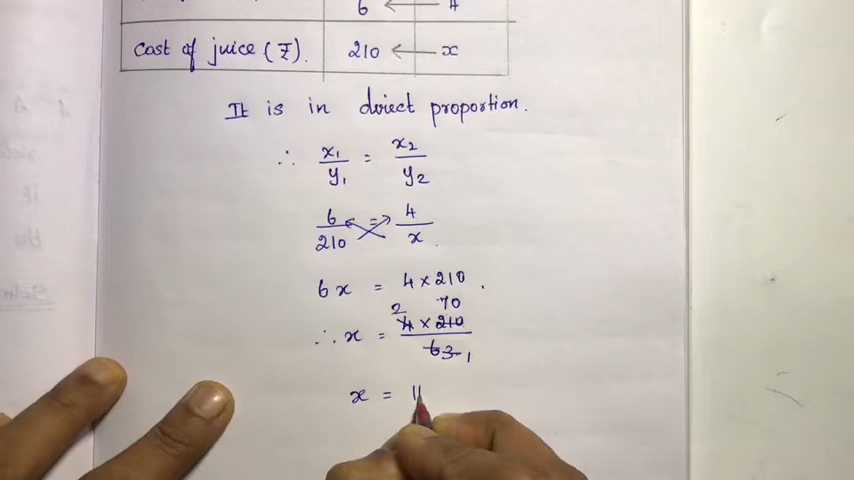 6 ← 4
Cost of juice (₹). 210 ← x
It is in direct proportion.
∴ x₁/y₁ = x₂/y₂
6/210 = 4/x.
6x = 4 × 210.
2 70
∴ x = 4 × 210 / 6 3 1
x =